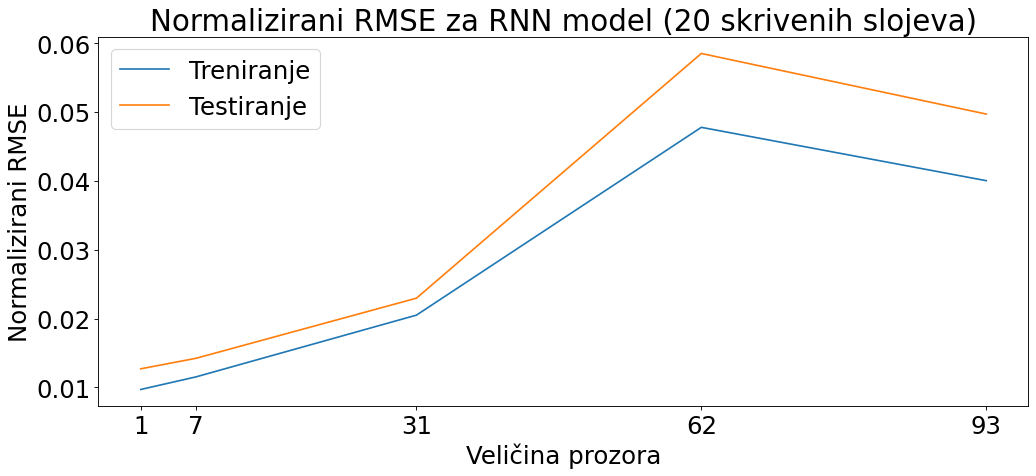 Normalizirani RMSE za RNN model (20 skrivenih slojeva)
Treniranje
Testiranje
Normalizirani RMSE
0.06
0.05
0.04
0.03
0.02
0.01
1 7 31 62 93
Veličina prozora